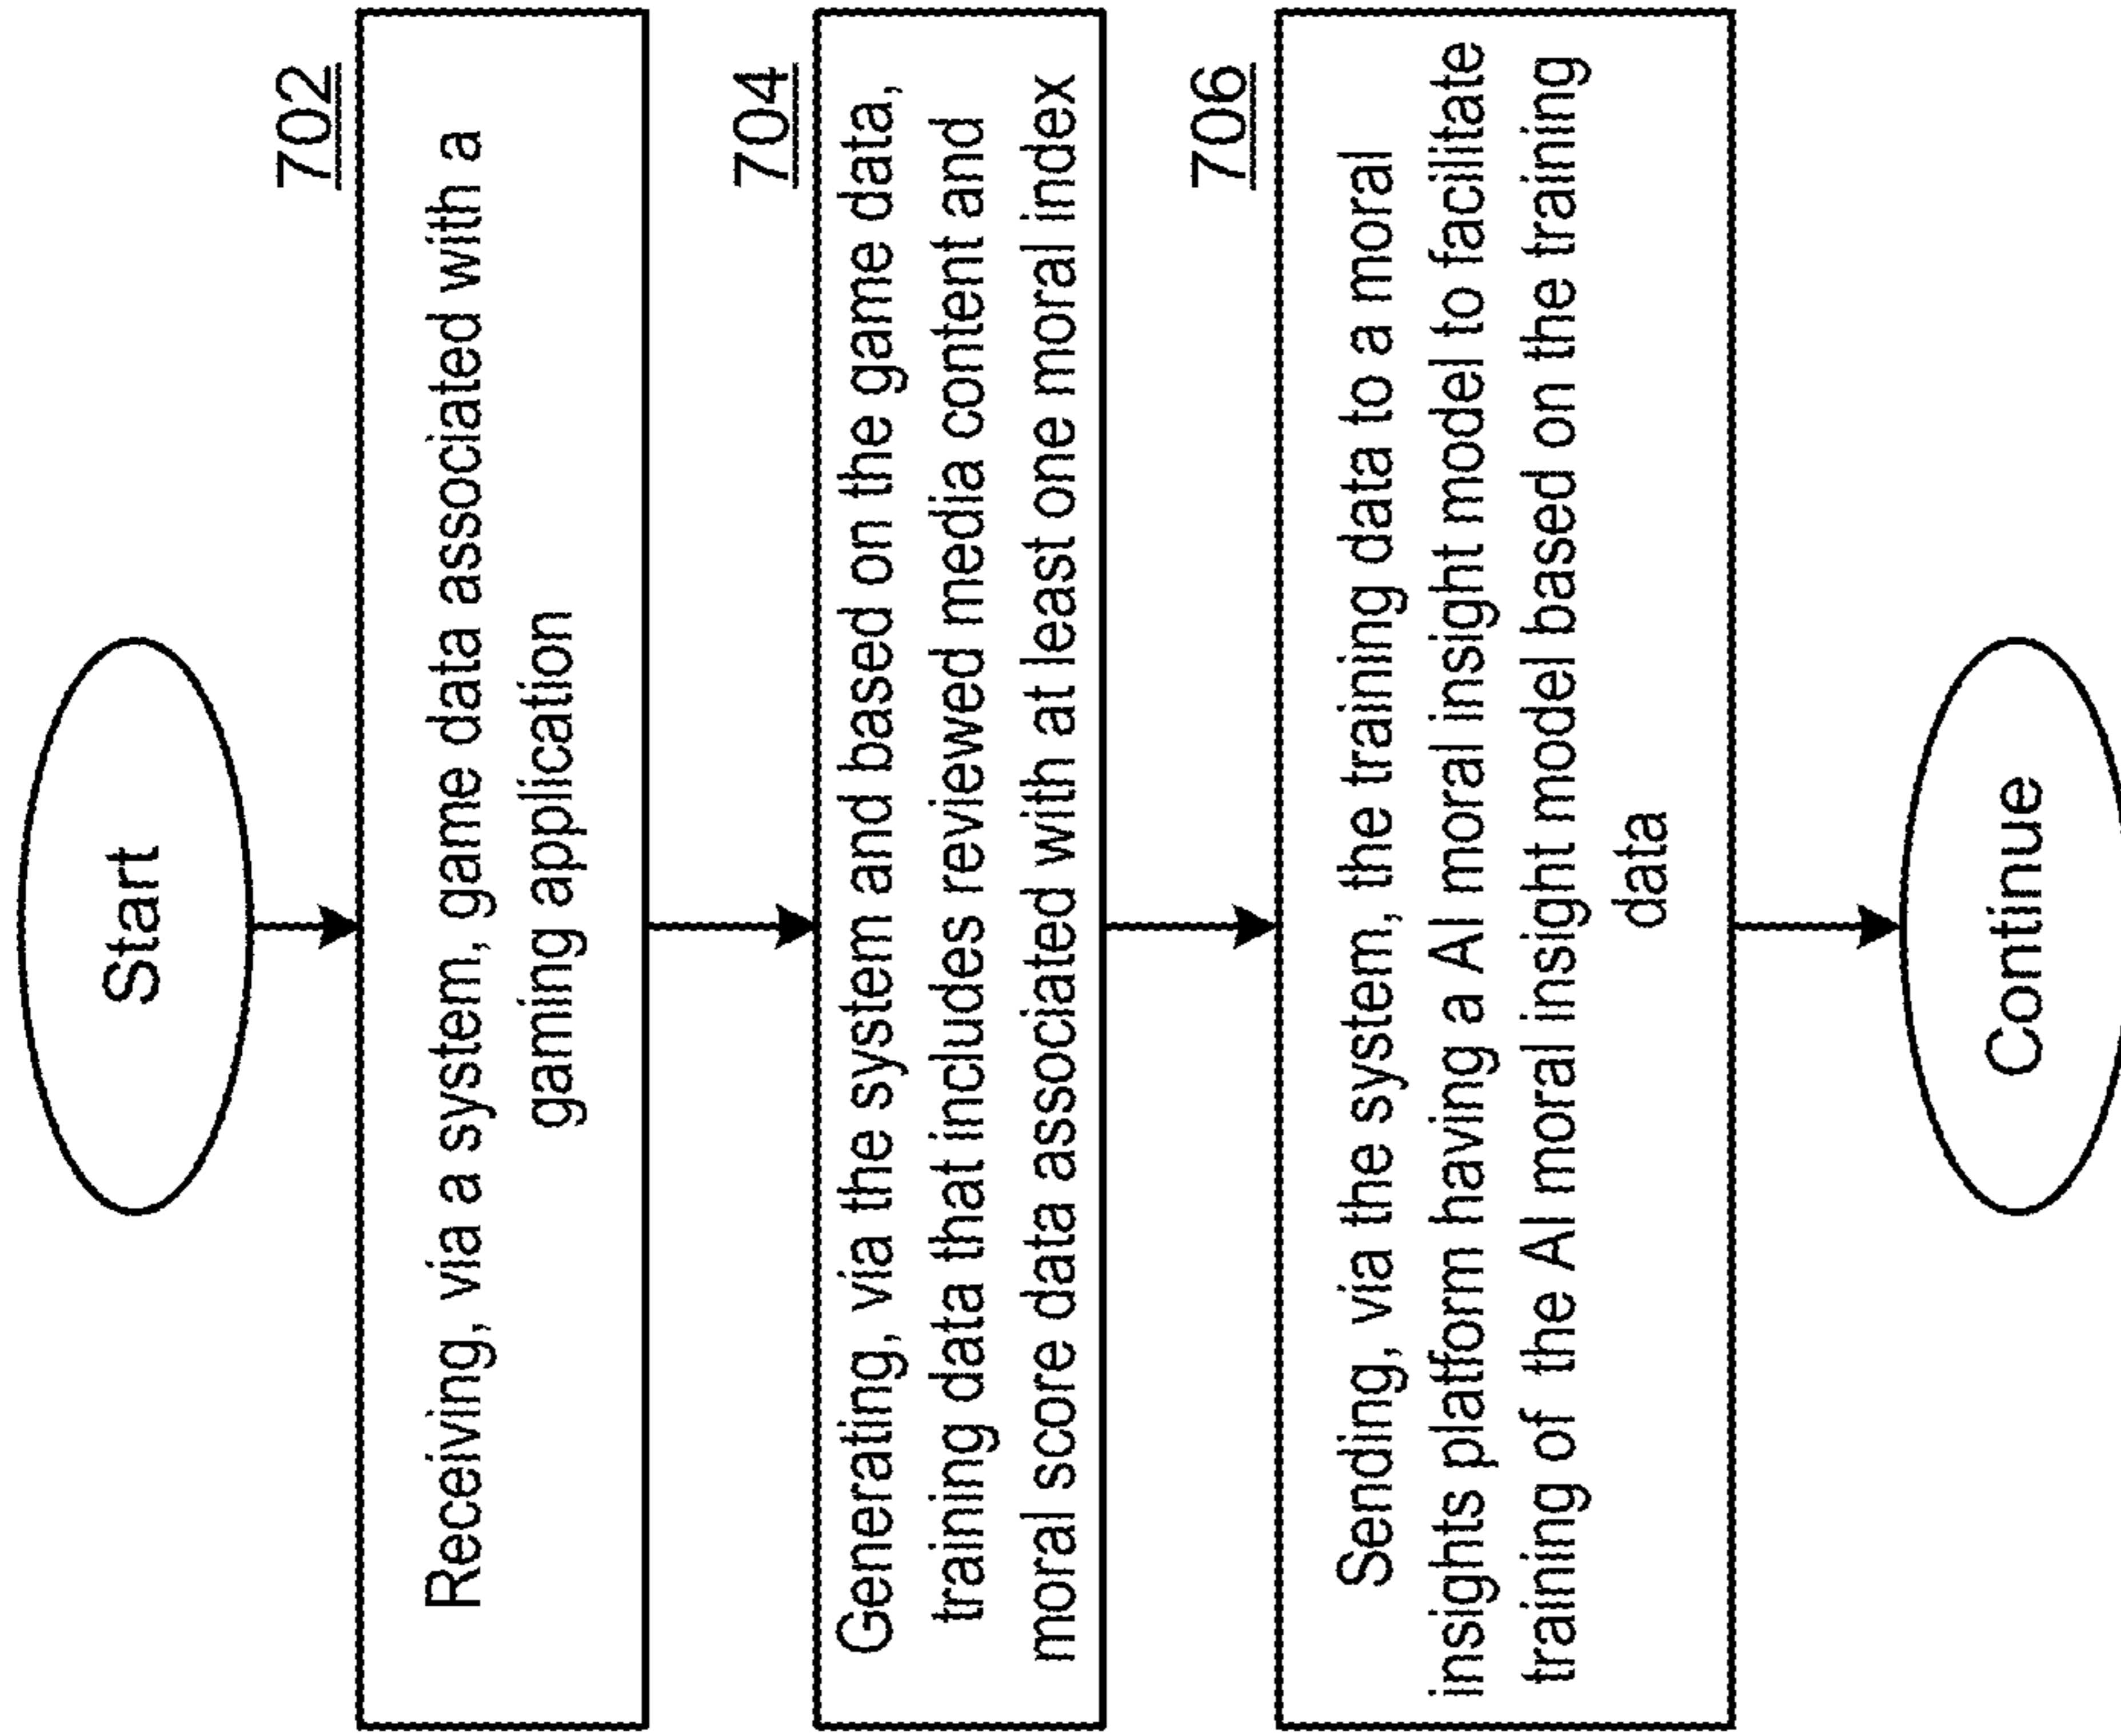 Start
702
Receiving, via a system, game data associated with a
gaming application
704
Generating, via the system and based on the game data,
training data that includes reviewed media content and
moral score data associated with at least one moral index
706
Sending, via the system, the training data to a moral
insights platform having a AI moral insight model to facilitate
training of the AI moral insight model based on the training
data
Continue